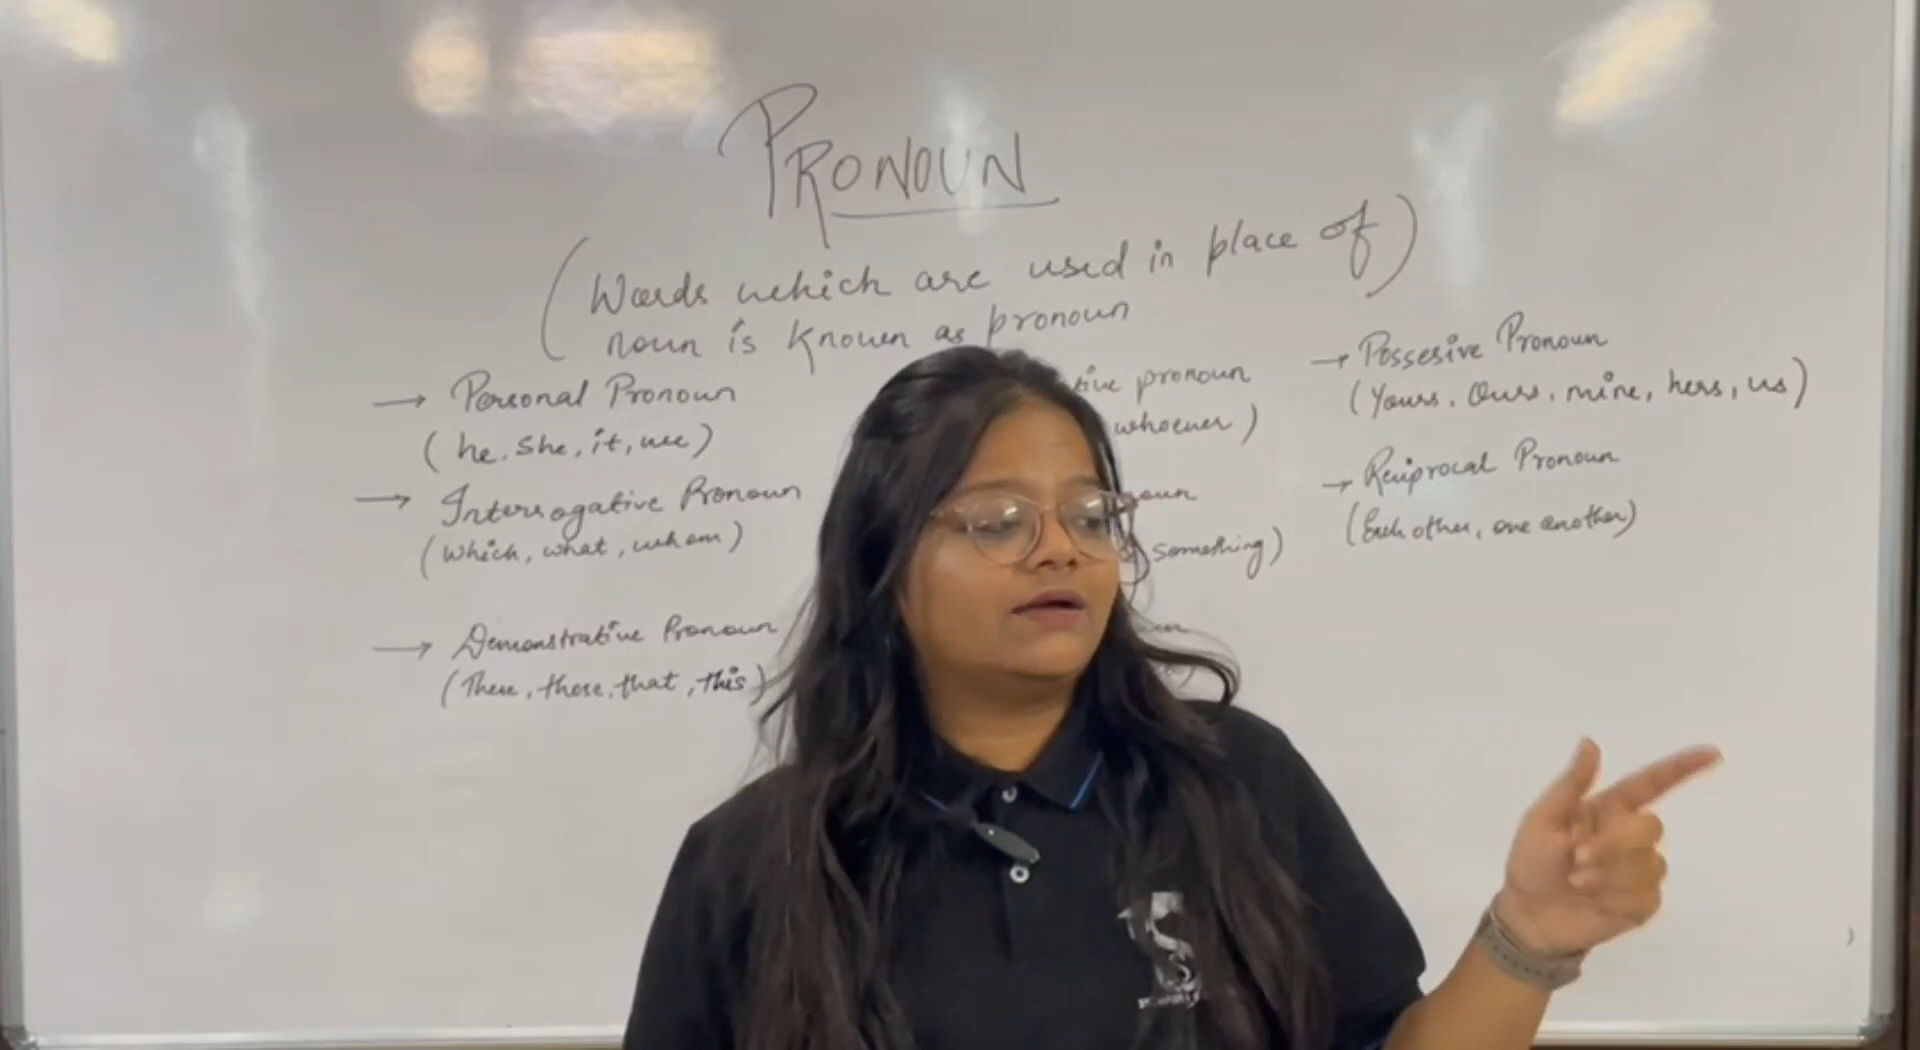 PRONOUN
(Words which are used in place of)
noun is known as pronoun
→ Personal Pronoun
(he, She, it, we)
→ Interrogative Pronoun
(Which, what, whom)
→ Demonstrative Pronoun
(These, those, that, this)
pronoun
whoever)
something)
→ Possesive Pronoun
(Yours, Ours, mine, hers, us)
→ Reciprocal Pronoun
(Each other, one another)